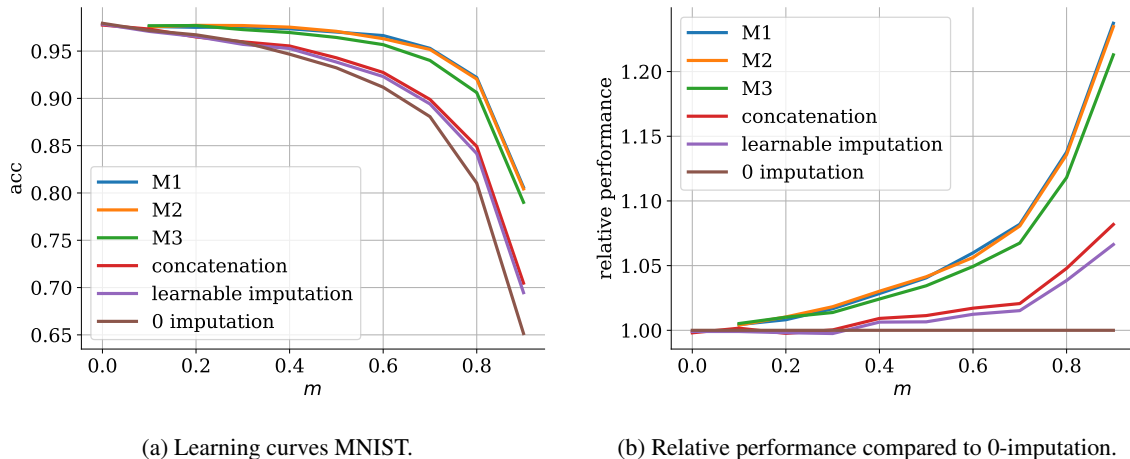 0.95
0.90
0.85
0.80
0.75
0.70
0.65
acc
M1
M2
M3
concatenation
learnable imputation
0 imputation
0.0 0.2 0.4 0.6 0.8
m
(a) Learning curves MNIST.
1.20
1.15
1.10
1.05
1.00
relative performance
M1
M2
M3
concatenation
learnable imputation
0 imputation
0.0 0.2 0.4 0.6 0.8
m
(b) Relative performance compared to 0-imputation.